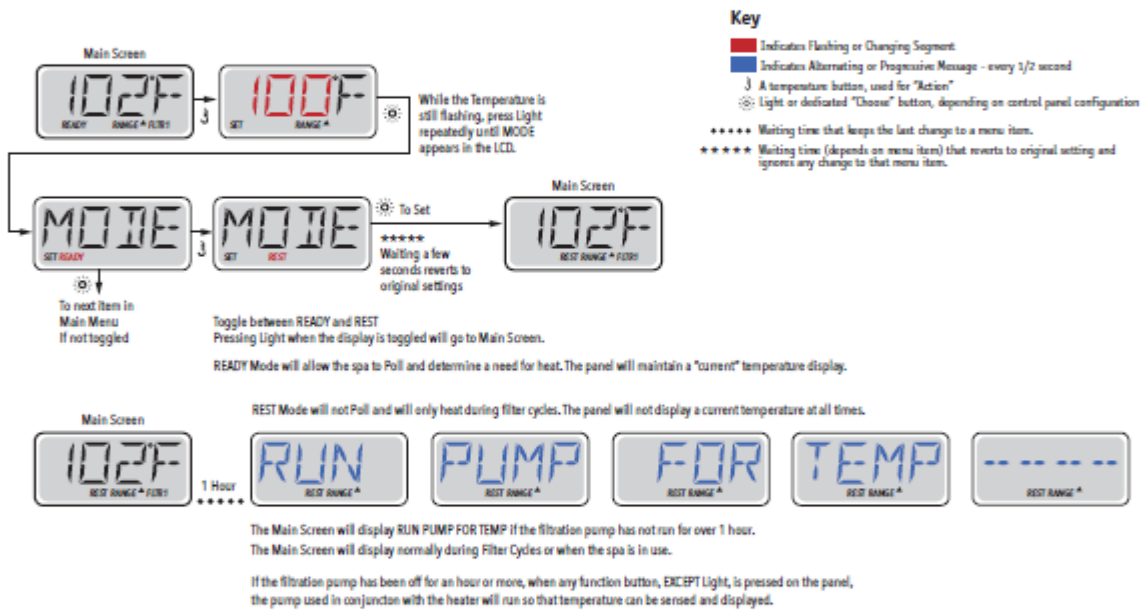 Key
Indicates Flashing or Changing Segment
Indicates Alternating or Progressive Message - every 1/2 second
A temperature button, used for "Action"
Light or dedicated "Choose" button, depending on control panel configuration
Waiting time that keeps the last change to a menu item.
Waiting time (depends on menu item) that reverts to original setting and
ignores any change to that menu item.
Main Screen
102°F
READY RANGE FLTR1
100°F
SET RANGE
While the Temperature is
still flashing, press Light
repeatedly until MODE
appears in the LCD.
MODE
SET READY
MODE
SET REST
To Set
*****
Waiting a few
seconds reverts to
original settings
Main Screen
102°F
REST RANGE FLTR1
To next item in
Main Menu
If not toggled
Toggle between READY and REST
Pressing Light when the display is toggled will go to Main Screen.
READY Mode will allow the spa to Poll and determine a need for heat. The panel will maintain a "current" temperature display.
REST Mode will not Poll and will only heat during filter cycles. The panel will not display a current temperature at all times.
Main Screen
102°F
REST RANGE FLTR1
1 Hour
RUN
REST RANGE
PUMP
REST RANGE
FOR
REST RANGE
TEMP
REST RANGE
-- -- -- --
REST RANGE
The Main Screen will display RUN PUMP FOR TEMP if the filtration pump has not run for over 1 hour.
The Main Screen will display normally during Filter Cycles or when the spa is in use.
If the filtration pump has been off for an hour or more, when any function button, EXCEPT Light, is pressed on the panel,
the pump used in conjuncton with the heater will run so that temperature can be sensed and displayed.